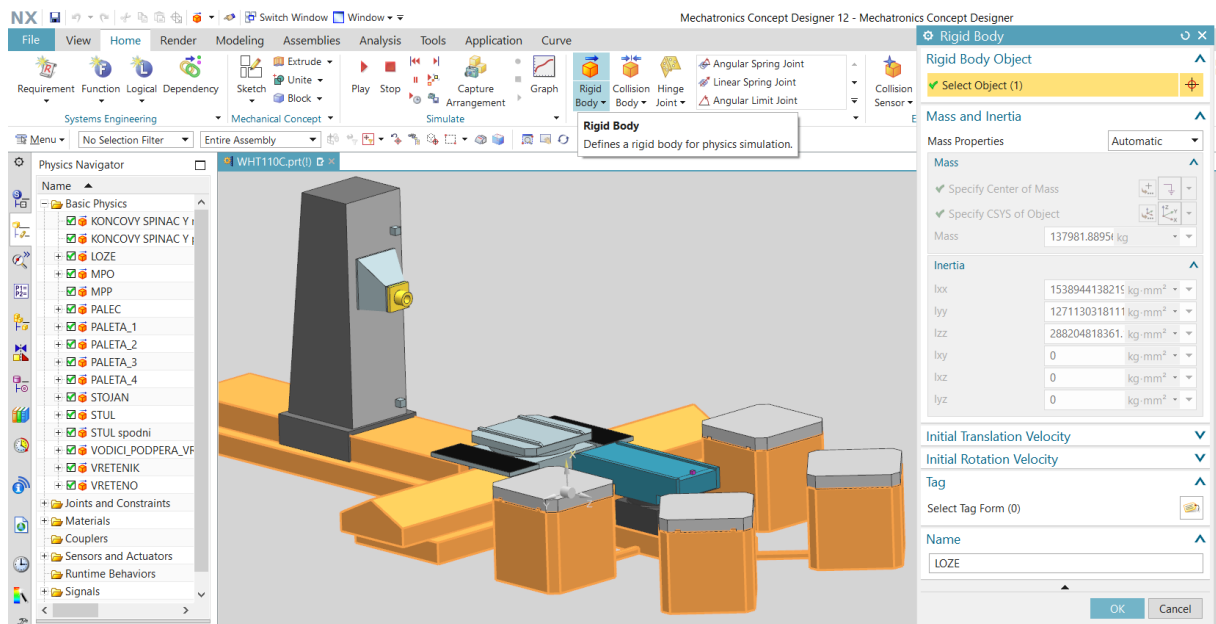 NX Switch Window Window Mechatronics Concept Designer 12 - Mechatronics Concept Designer
File View Home Render Modeling Assemblies Analysis Tools Application Curve
Requirement Function Logical Dependency
Systems Engineering
Sketch
Extrude
Unite
Block
Mechanical Concept
Play Stop
Capture
Arrangement
Graph
Simulate
Rigid
Body
Collision
Body
Hinge
Joint
Angular Spring Joint
Linear Spring Joint
Angular Limit Joint
Collision
Sensor
Menu No Selection Filter Entire Assembly
Rigid Body
Defines a rigid body for physics simulation.
Physics Navigator
WHT110C.prt(!)
Name
Basic Physics
KONCOVY SPINAC Y
KONCOVY SPINAC Y
LOZE
MPO
MPP
PALEC
PALETA_1
PALETA_2
PALETA_3
PALETA_4
STOJAN
STUL
STUL spodni
VODICI_PODPERA_VR
VRETENIK
VRETENO
Joints and Constraints
Materials
Couplers
Sensors and Actuators
Runtime Behaviors
Signals
Rigid Body
Rigid Body Object
Select Object (1)
Mass and Inertia
Mass Properties Automatic
Mass
Specify Center of Mass
Specify CSYS of Object
Mass 137981.8895 kg
Inertia
Ixx 1538944138219 kg·mm²
Iyy 1271130318111 kg·mm²
Izz 288204818361. kg·mm²
Ixy 0 kg·mm²
Ixz 0 kg·mm²
Iyz 0 kg·mm²
Initial Translation Velocity
Initial Rotation Velocity
Tag
Select Tag Form (0)
Name
LOZE
OK Cancel